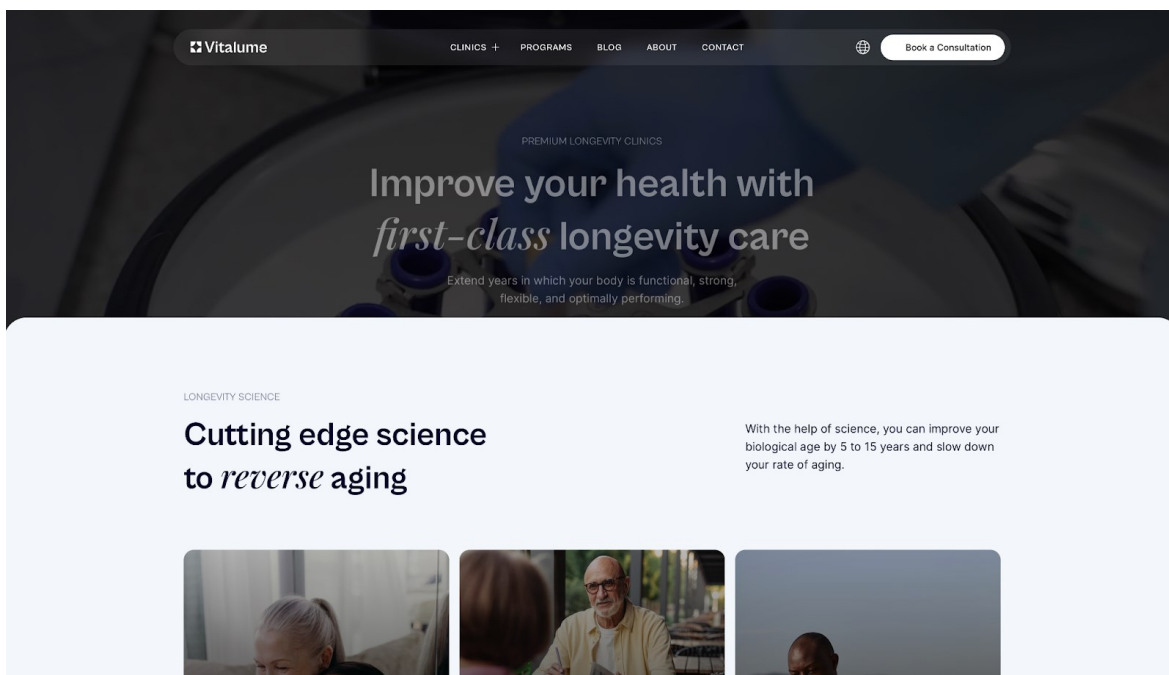 Vitalume
CLINICS +
PROGRAMS
BLOG
ABOUT
CONTACT
Book a Consultation
PREMIUM LONGEVITY CLINICS
Improve your health with
first-class longevity care
Extend years in which your body is functional, strong,
flexible, and optimally performing.
LONGEVITY SCIENCE
Cutting edge science
to reverse aging
With the help of science, you can improve your
biological age by 5 to 15 years and slow down
your rate of aging.